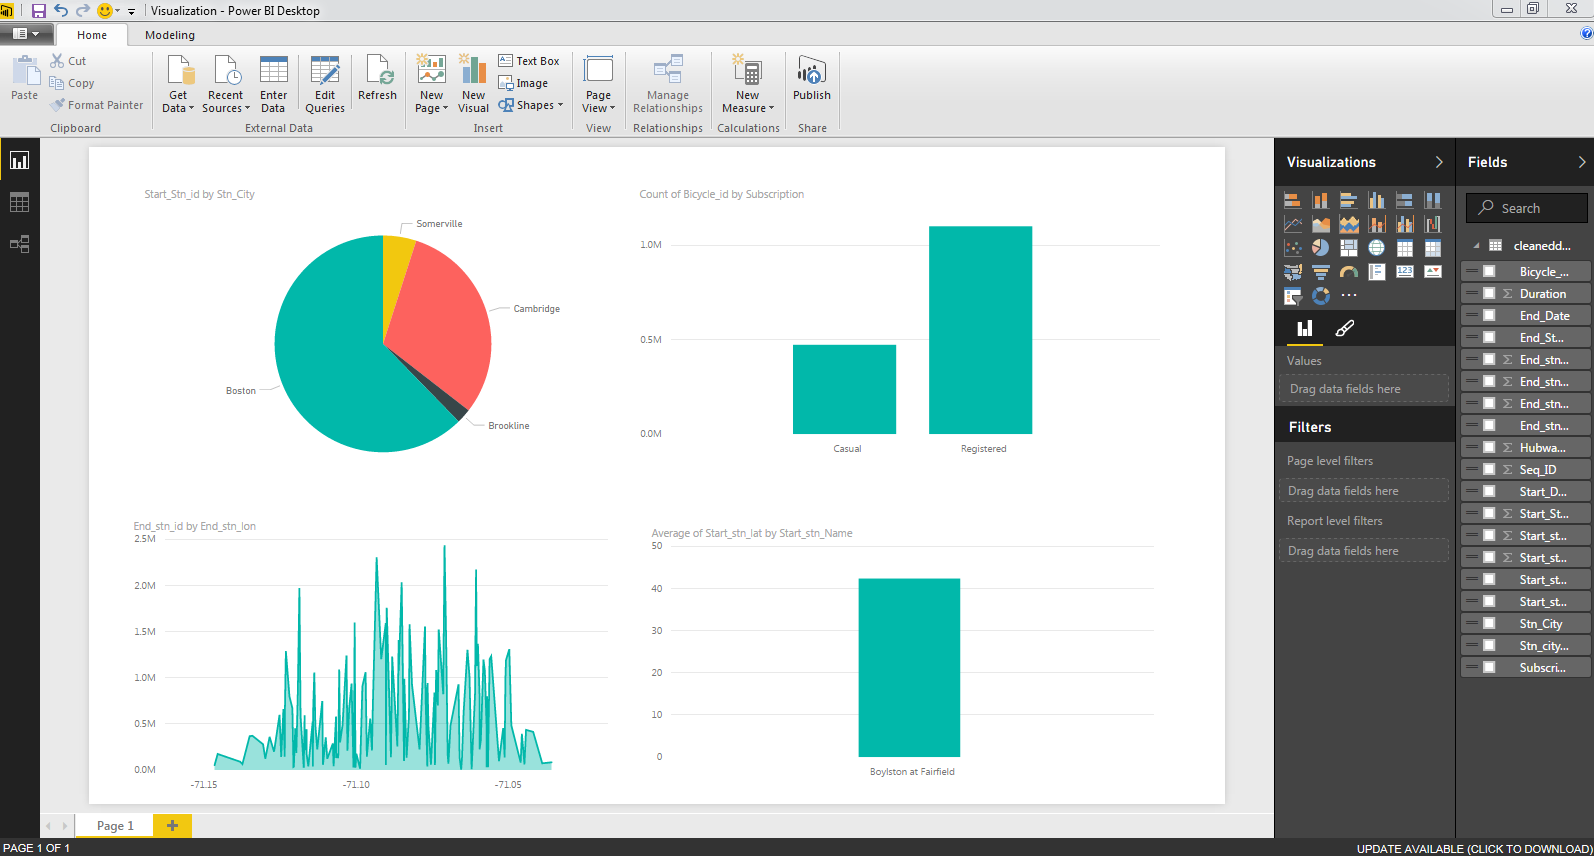 Visualization - Power BI Desktop
Home
Modeling
Paste
Cut
Copy
Format Painter
Clipboard
Get Data
Recent Sources
Enter Data
Edit Queries
Refresh
External Data
New Page
New Visual
Text Box
Image
Shapes
Insert
Page View
View
Manage Relationships
Relationships
New Measure
Calculations
Publish
Share
Start_Stn_id by Stn_City
Somerville
Cambridge
Boston
Brookline
Count of Bicycle_id by Subscription
1.0M
0.5M
0.0M
Casual
Registered
End_stn_id by End_stn_lon
2.5M
2.0M
1.5M
1.0M
0.5M
0.0M
-71.15
-71.10
-71.05
Average of Start_stn_lat by Start_stn_Name
50
40
30
20
10
0
Boylston at Fairfield
Visualizations
123
Values
Drag data fields here
Filters
Page level filters
Drag data fields here
Report level filters
Drag data fields here
Fields
Search
cleanedd...
Bicycle_...
Σ Duration
End_Date
End_St...
Σ End_stn...
Σ End_stn...
Σ End_stn...
End_stn...
Σ Hubwa...
Σ Seq_ID
Start_D...
Σ Start_St...
Σ Start_st...
Σ Start_st...
Start_st...
Start_st...
Stn_City
Stn_city...
Subscri...
Page 1
PAGE 1 OF 1
UPDATE AVAILABLE (CLICK TO DOWNLOAD)